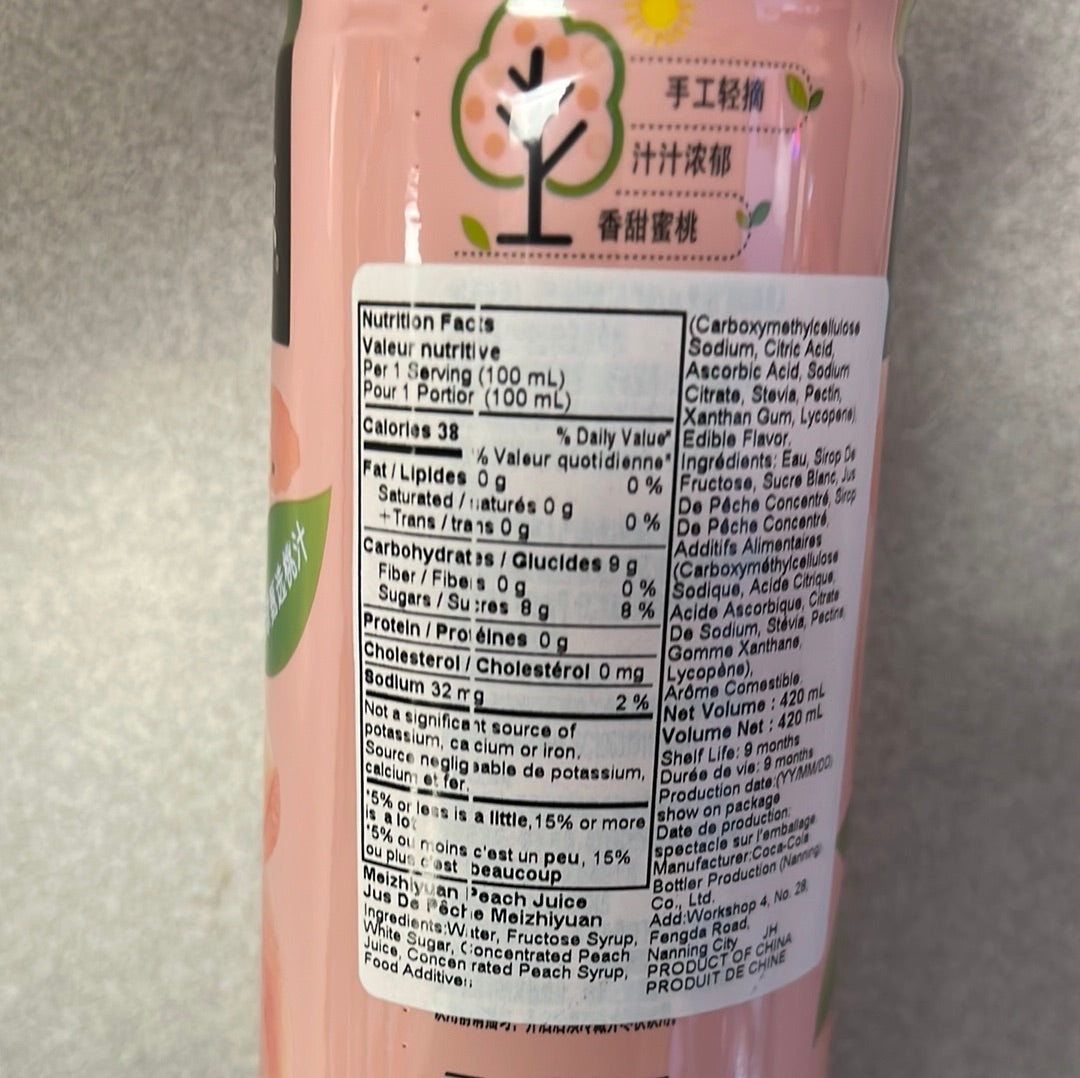 手工轻摘
汁汁浓郁
香甜蜜桃
桃汁
Nutrition Facts
Valeur nutritive
Per 1 Serving (100 mL)
Pour 1 Portion (100 mL)
Calories 38 % Daily Value*
% Valeur quotidienne*
Fat / Lipides 0 g 0 %
Saturated / saturés 0 g
+Trans / trans 0 g 0 %
Carbohydrates / Glucides 9 g
Fiber / Fibers 0 g 0 %
Sugars / Sucres 8 g 8 %
Protein / Protéines 0 g
Cholesterol / Cholestérol 0 mg
Sodium 32 mg 2 %
Not a significant source of
potassium, calcium or iron.
Source negligeable de potassium,
calcium et fer.
*5% or less is a little,15% or more
is a lot
*5% ou moins c'est un peu, 15%
ou plus c'est beaucoup
Meizhiyuan Peach Juice
Jus De Pêche Meizhiyuan
Ingredients:Water, Fructose Syrup,
White Sugar, Concentrated Peach
Juice, Concentrated Peach Syrup,
Food Additives
(Carboxymethylcellulose
Sodium, Citric Acid,
Ascorbic Acid, Sodium
Citrate, Stevia, Pectin,
Xanthan Gum, Lycopene)
Edible Flavor.
Ingrédients: Eau, Sirop De
Fructose, Sucre Blanc, Jus
De Pêche Concentré, Sirop
De Pêche Concentré,
Additifs Alimentaires
(Carboxyméthylcellulose
Sodique, Acide Citrique,
Acide Ascorbique, Citrate
De Sodium, Stévia, Pectine,
Gomme Xanthane,
Lycopène),
Arôme Comestible.
Net Volume : 420 mL
Volume Net : 420 mL
Shelf Life: 9 months
Durée de vie: 9 months
Production date:(YY/MM/DD)
show on package
Date de production:
spectacle sur l'emballage
Manufacturer:Coca-Cola
Bottler Production (Nanning)
Co., Ltd.
Add:Workshop 4, No. 28,
Fengda Road,
Nanning City JH
PRODUCT OF CHINA
PRODUIT DE CHINE